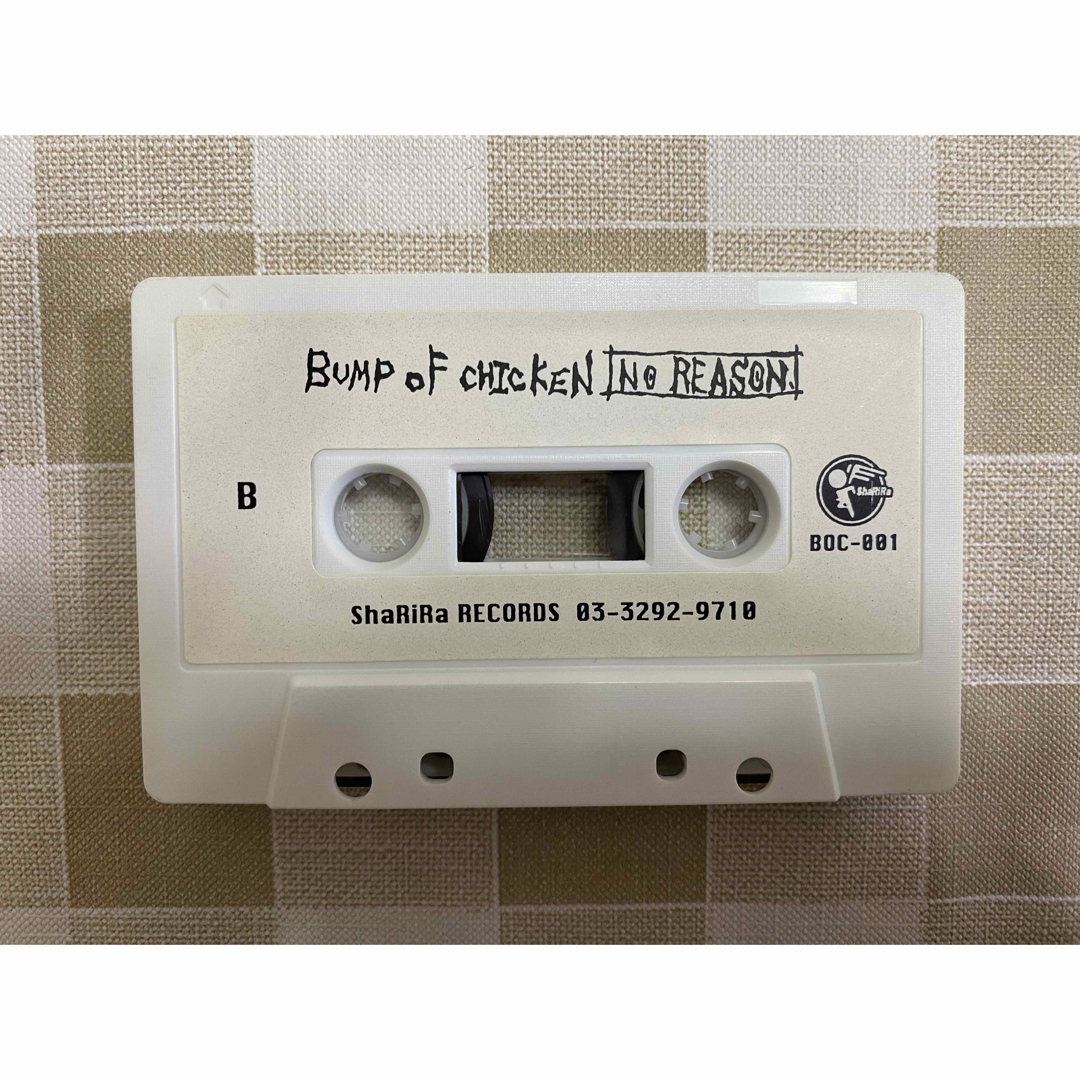 BUMP OF CHICKEN NO REASON.
B
ShaRiRa
BOC-001
ShaRiRa RECORDS 03-3292-9710